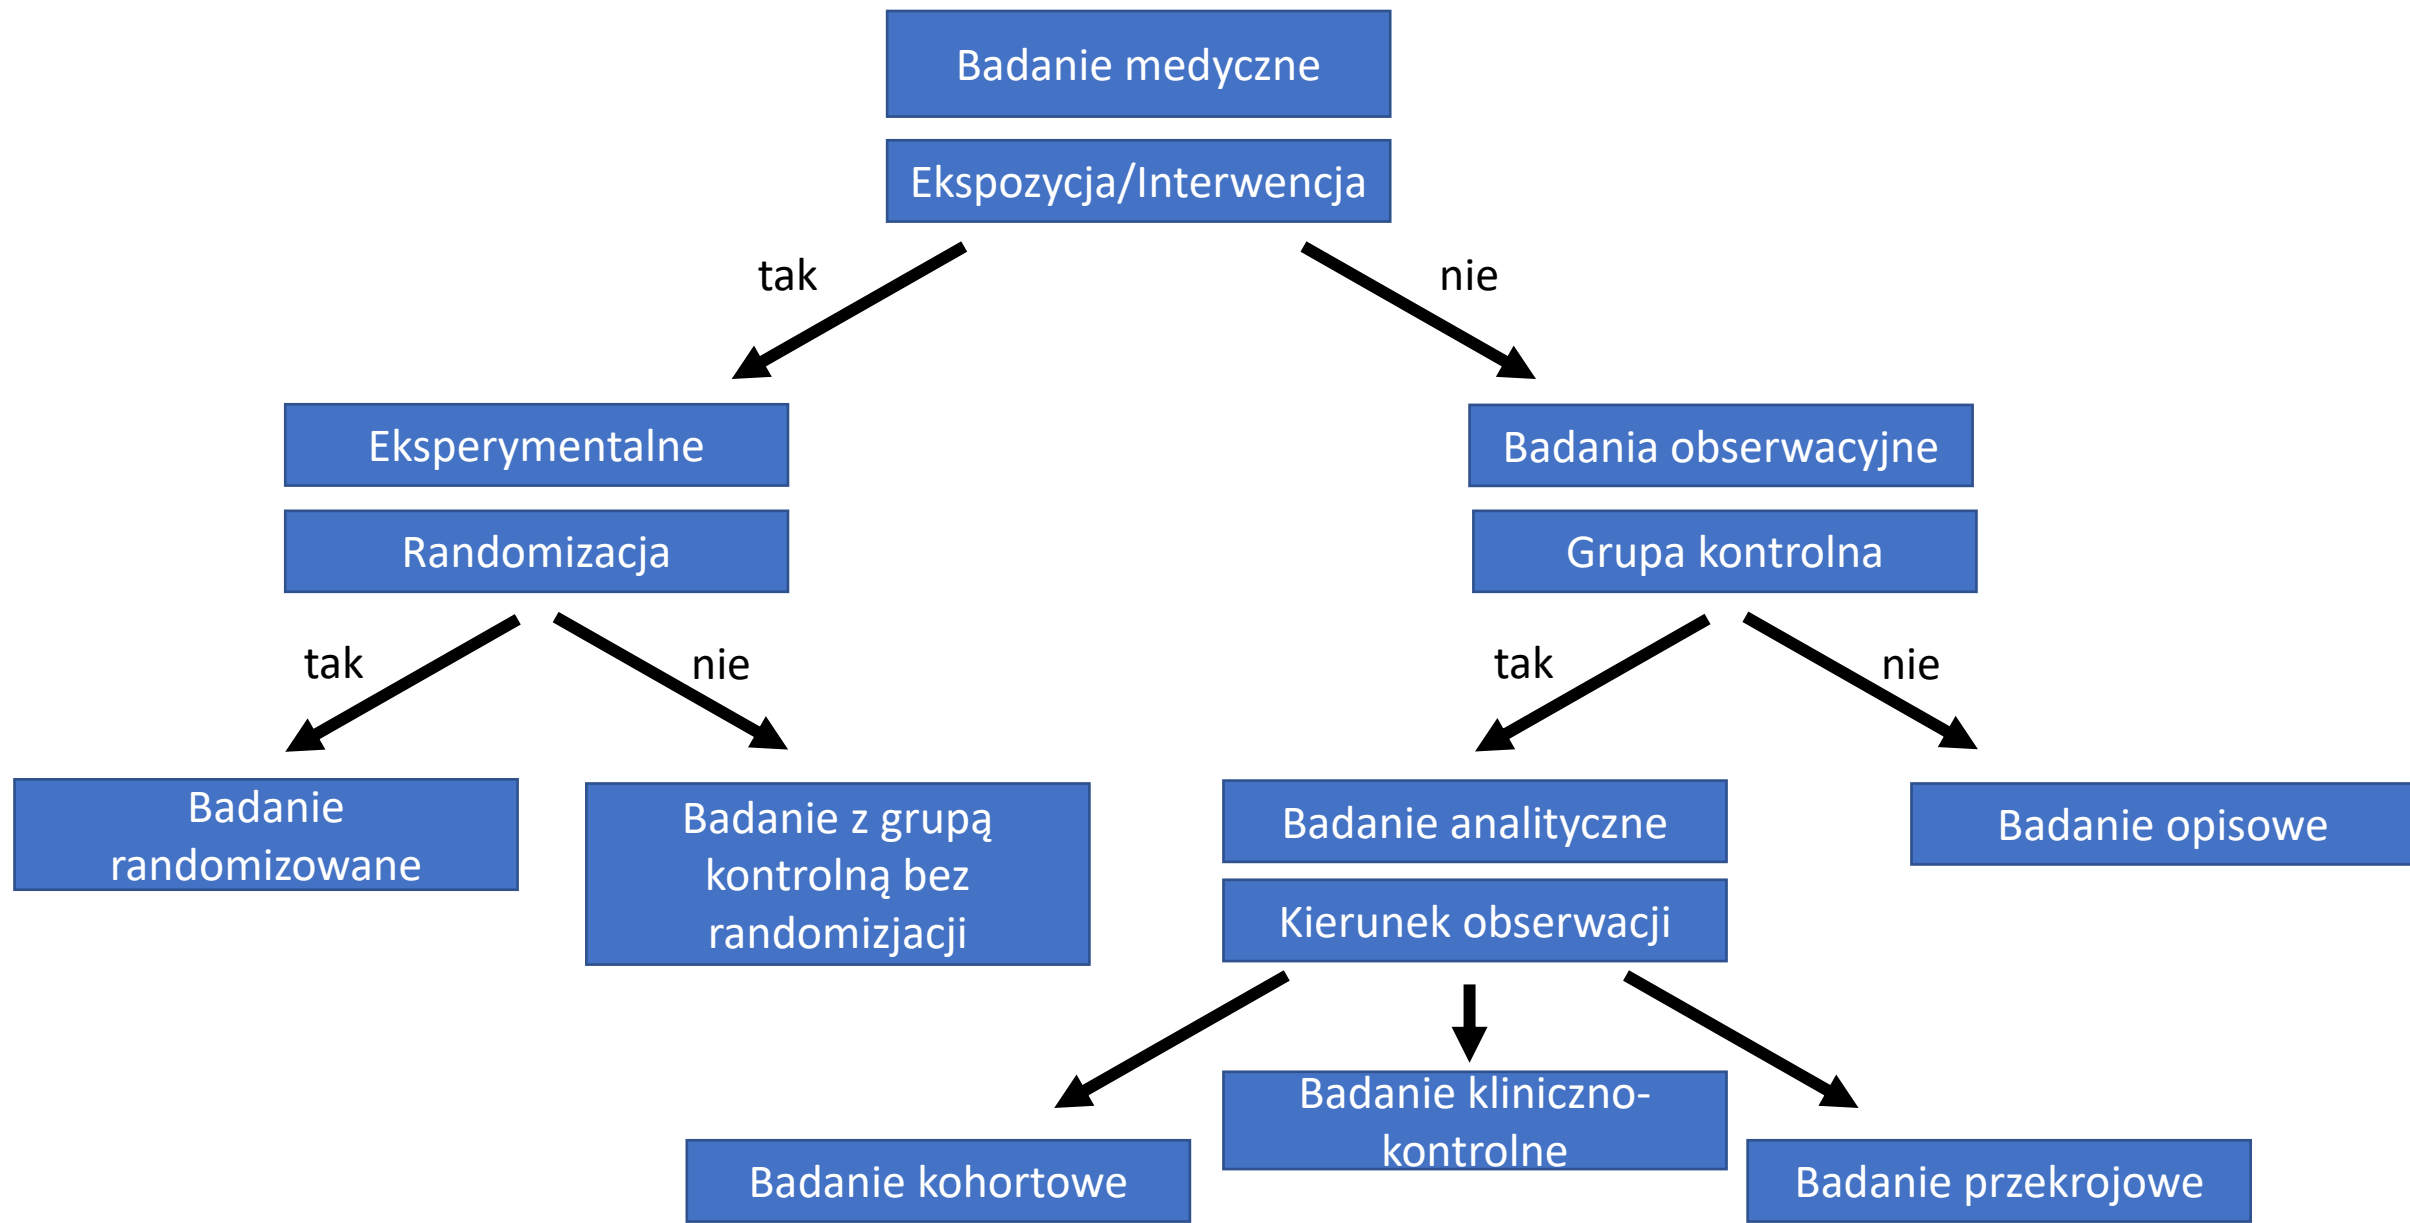 Badanie medyczne
Ekspozycja/Interwencja
tak
nie
Eksperymentalne
Badania obserwacyjne
Randomizacja
Grupa kontrolna
tak
nie
tak
nie
Badanie
randomizowane
Badanie z grupą
kontrolną bez
randomizjacji
Badanie analityczne
Badanie opisowe
Kierunek obserwacji
Badanie kohortowe
Badanie kliniczno-
kontrolne
Badanie przekrojowe